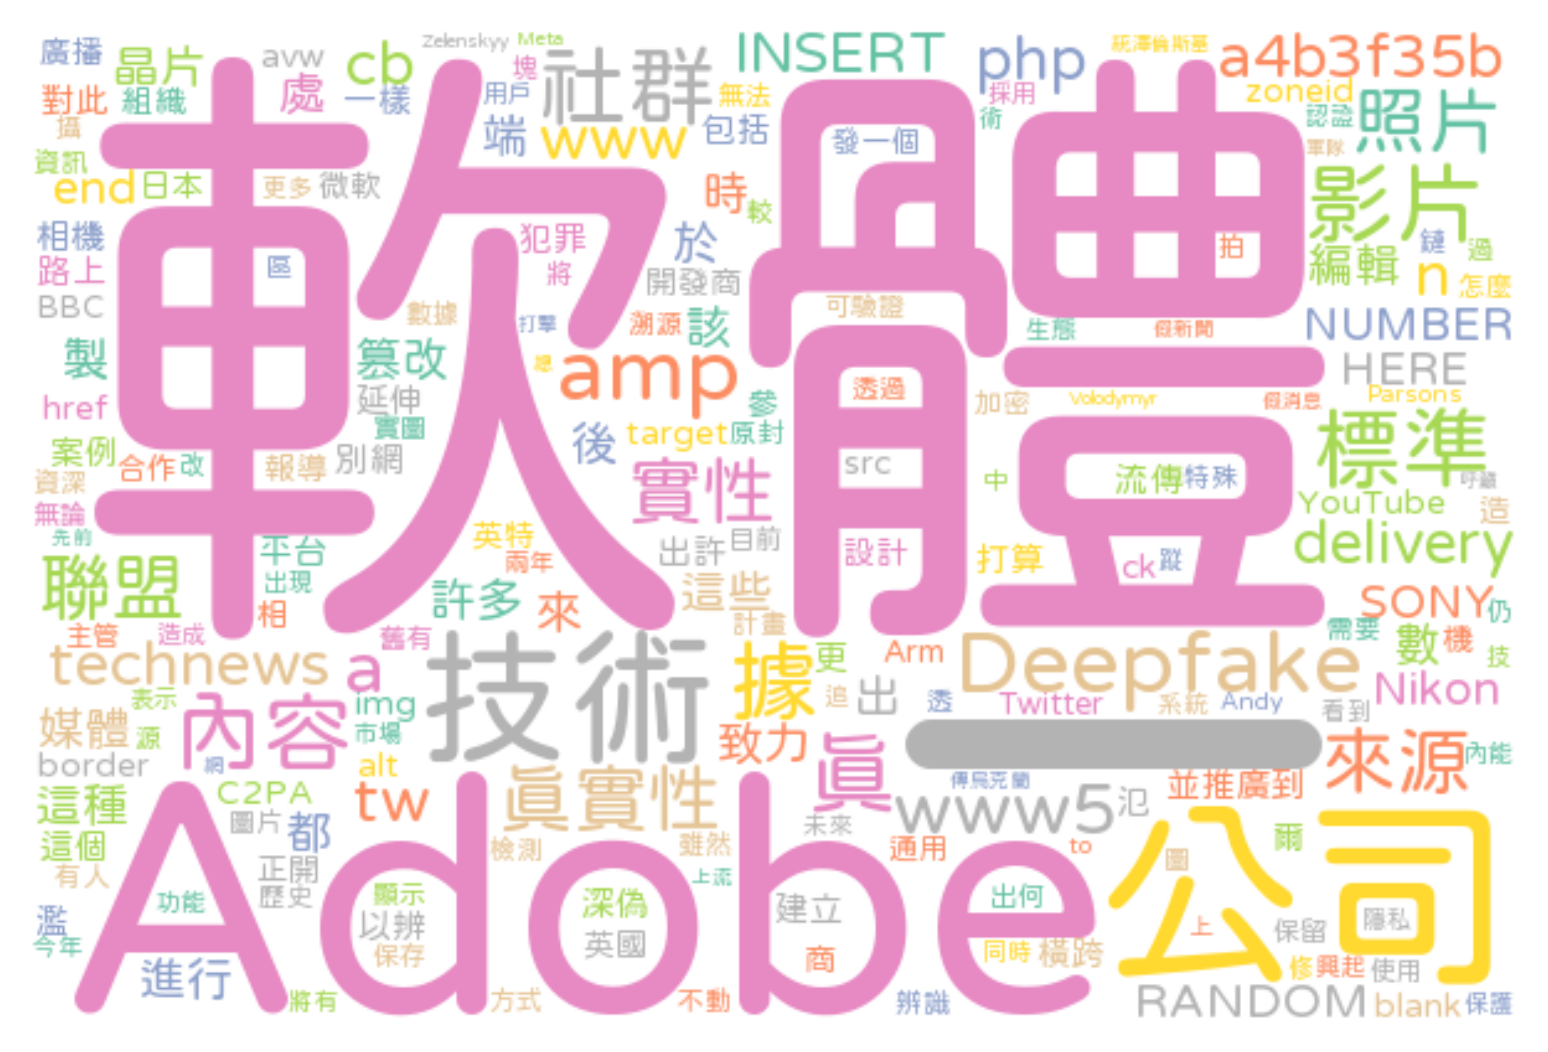 廣播 晶片 avw cb Zelenskyy Meta 社群 INSERT php 統澤倫斯基 a4b3f35b
對此 組織 處 一樣 用戶 塊 無法 採用 zoneid 照片
攝 端 www 包括 發一個 術 認證
資訊 end 日本 更多 微軟 時 較 軍隊 影片
軟體
相機 區 犯罪 於 拍 鏈 過
路上 將 開發商 編輯 n 怎麼
BBC 數據 打擊 溯源 該 可驗證 生態 假新聞 NUMBER
製 篡改 總 amp 透過 HERE
href 延伸 參 加密 Volodymyr 假消息 Parsons
案例 實圖 後 target 原封 標準
合作 改 報導 別網 實性 src 中 流傳 特殊 呼籲
資深 YouTube 造
無論 英特 設計 delivery
先前 平台 兩年 出許 目前 打算 ck 蹤
聯盟 出現 許多 來 這些 SONY 仍
相 計畫 需要
主管 造成 舊有 技術 據 更 Arm Deepfake 數 機 技
technews a 追 出 透 Twitter 系統 Andy 看到 Nikon
表示 內容 img
媒體 源 市場 致力 真 來源 內能
border 網 alt 真實性 傳烏克蘭 並推廣到
這種 C2PA tw www5 氾
這個 圖片 都 未來 爾
有人 正開 檢測 雖然 通用 to 圖 公司
Adobe
功能 歷史 顯示 深偽 上流 建立 出何
濫 以辨 英國 上 保留 隱私
今年 保存 商 同時 橫跨
進行 修 興起 使用
將有 方式 不動 辨識 RANDOM blank 保護